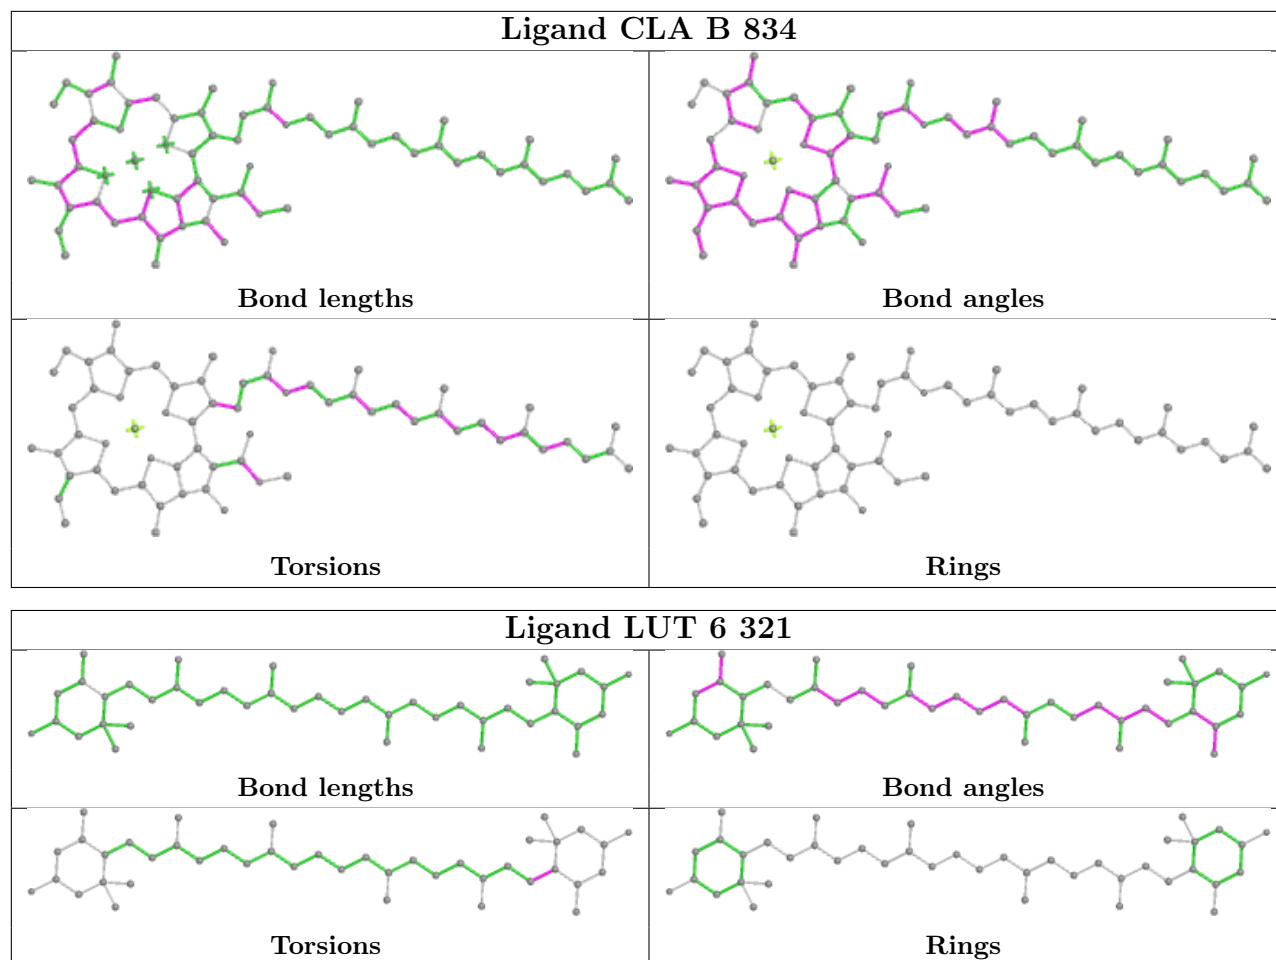 Ligand CLA B 834
Bond lengths
Bond angles
Torsions
Rings
Ligand LUT 6 321
Bond lengths
Bond angles
Torsions
Rings